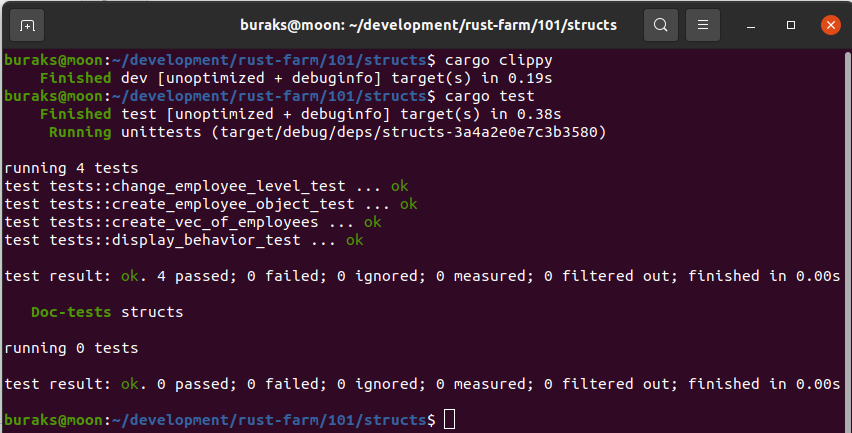 buraks@moon: ~/development/rust-farm/101/structs
buraks@moon:~/development/rust-farm/101/structs$ cargo clippy
    Finished dev [unoptimized + debuginfo] target(s) in 0.19s
buraks@moon:~/development/rust-farm/101/structs$ cargo test
    Finished test [unoptimized + debuginfo] target(s) in 0.38s
     Running unittests (target/debug/deps/structs-3a4a2e0e7c3b3580)
running 4 tests
test tests::change_employee_level_test ... ok
test tests::create_employee_object_test ... ok
test tests::create_vec_of_employees ... ok
test tests::display_behavior_test ... ok
test result: ok. 4 passed; 0 failed; 0 ignored; 0 measured; 0 filtered out; finished in 0.00s
   Doc-tests structs
running 0 tests
test result: ok. 0 passed; 0 failed; 0 ignored; 0 measured; 0 filtered out; finished in 0.00s
buraks@moon:~/development/rust-farm/101/structs$